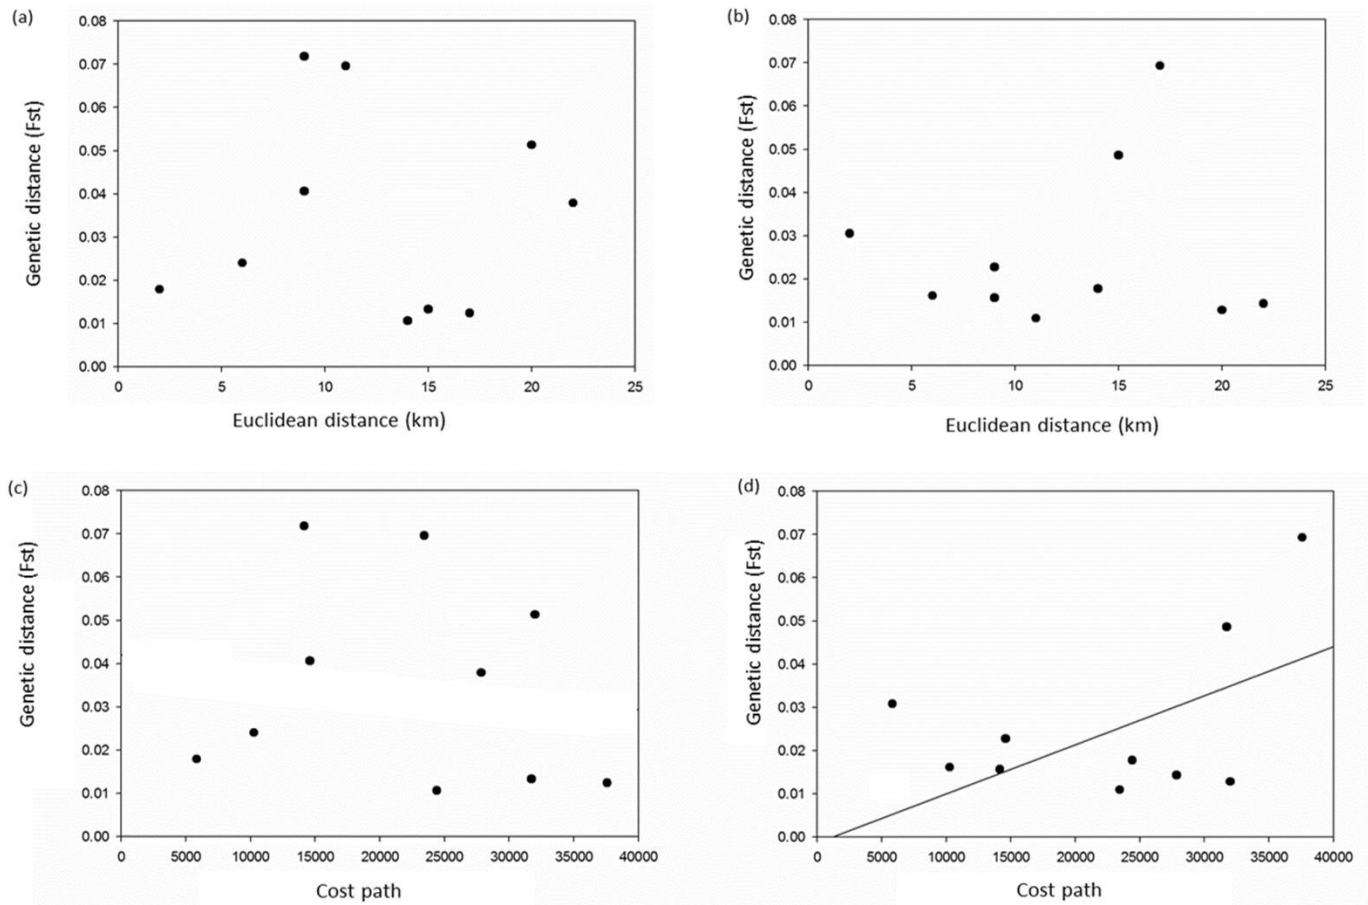 (a)
0.08
0.07
0.06
0.05
0.04
0.03
0.02
0.01
0.00
Genetic distance (Fst)
0 5 10 15 20 25
Euclidean distance (km)
(b)
0.08
0.07
0.06
0.05
0.04
0.03
0.02
0.01
0.00
Genetic distance (Fst)
0 5 10 15 20 25
Euclidean distance (km)
(c)
0.08
0.07
0.06
0.05
0.04
0.03
0.02
0.01
0.00
Genetic distance (Fst)
0 5000 10000 15000 20000 25000 30000 35000 40000
Cost path
(d)
0.08
0.07
0.06
0.05
0.04
0.03
0.02
0.01
0.00
Genetic distance (Fst)
0 5000 10000 15000 20000 25000 30000 35000 40000
Cost path